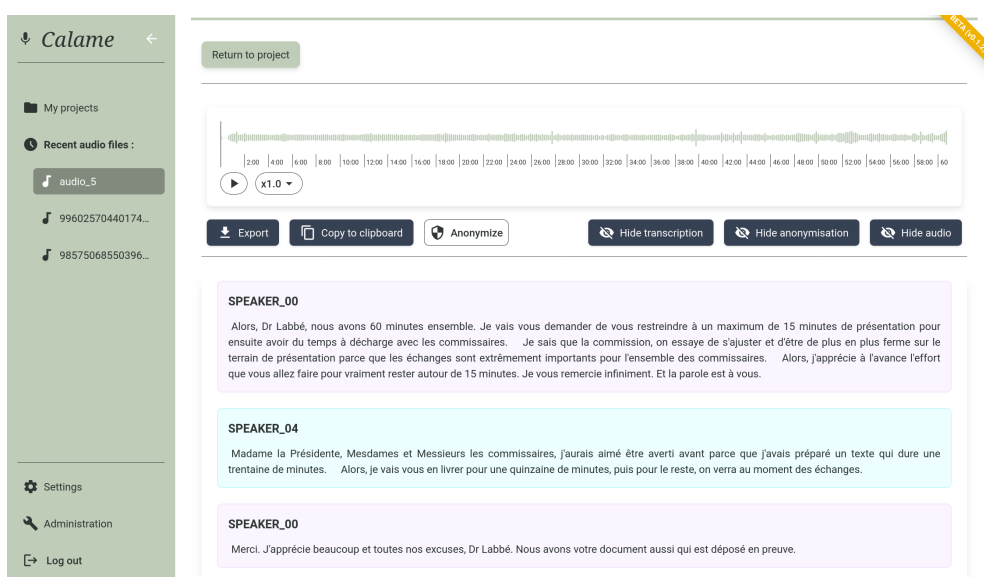 Calame
Return to project
BETA (v0.1.2)
My projects
Recent audio files :
audio_5
99602570440174...
98575068550396...
2:00 4:00 6:00 8:00 10:00 12:00 14:00 16:00 18:00 20:00 22:00 24:00 26:00 28:00 30:00 32:00 34:00 36:00 38:00 40:00 42:00 44:00 46:00 48:00 50:00 52:00 54:00 56:00 58:00 60
x1.0
Export Copy to clipboard Anonymize Hide transcription Hide anonymisation Hide audio
SPEAKER_00
Alors, Dr Labbé, nous avons 60 minutes ensemble. Je vais vous demander de vous restreindre à un maximum de 15 minutes de présentation pour
ensuite avoir du temps à décharge avec les commissaires. Je sais que la commission, on essaye de s'ajuster et d'être de plus en plus ferme sur le
terrain de présentation parce que les échanges sont extrêmement importants pour l'ensemble des commissaires. Alors, j'apprécie à l'avance l'effort
que vous allez faire pour vraiment rester autour de 15 minutes. Je vous remercie infiniment. Et la parole est à vous.
SPEAKER_04
Madame la Présidente, Mesdames et Messieurs les commissaires, j'aurais aimé être averti avant parce que j'avais préparé un texte qui dure une
trentaine de minutes. Alors, je vais vous en livrer pour une quinzaine de minutes, puis pour le reste, on verra au moment des échanges.
SPEAKER_00
Merci. J'apprécie beaucoup et toutes nos excuses, Dr Labbé. Nous avons votre document aussi qui est déposé en preuve.
Settings
Administration
Log out